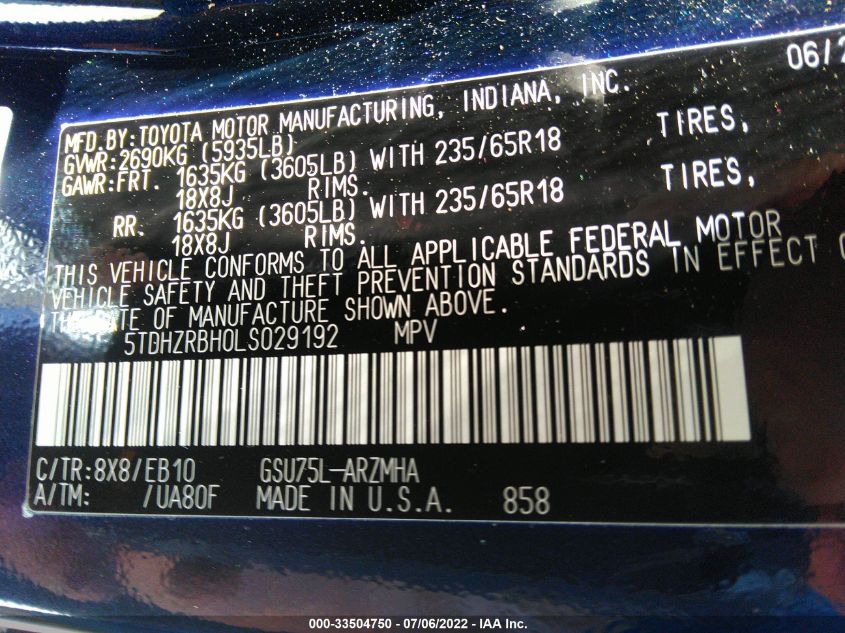 06/2
MFD.BY:TOYOTA MOTOR MANUFACTURING, INDIANA, INC.
GVWR:2690KG (5935LB)
GAWR:FRT. 1635KG (3605LB) WITH 235/65R18 TIRES,
18X8J RIMS.
RR. 1635KG (3605LB) WITH 235/65R18 TIRES,
18X8J RIMS.
THIS VEHICLE CONFORMS TO ALL APPLICABLE FEDERAL MOTOR
VEHICLE SAFETY AND THEFT PREVENTION STANDARDS IN EFFECT
THE DATE OF MANUFACTURE SHOWN ABOVE.
5TDHZRBH0LS029192 MPV
C/TR:8X8/EB10 GSU75L-ARZMHA
A/TM: /UA80F MADE IN U.S.A. 858
000-33504750 - 07/06/2022 - IAA Inc.